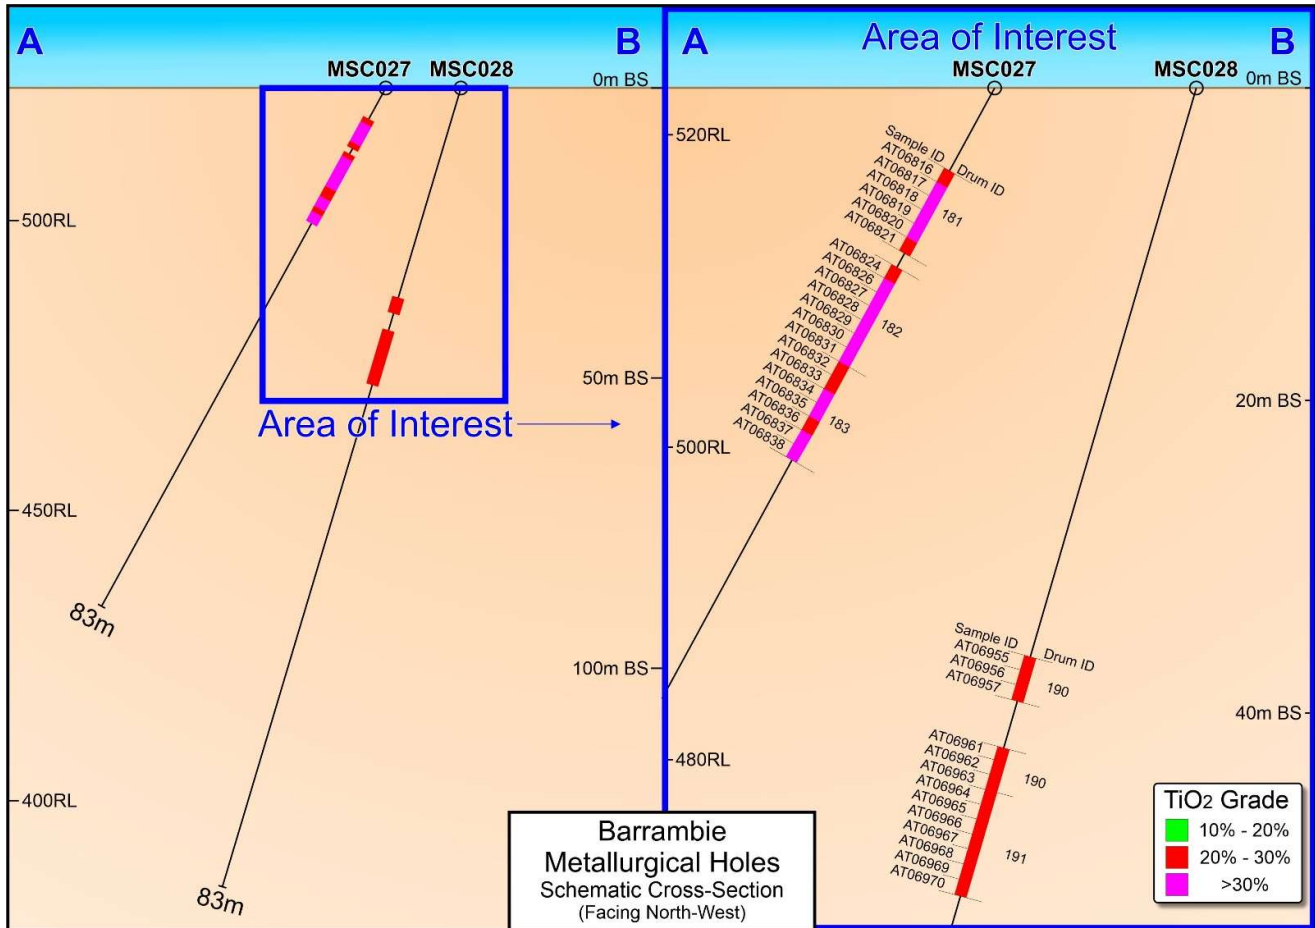 A
B
MSC027
MSC028
0m BS
500RL
50m BS
Area of Interest
450RL
83m
100m BS
400RL
83m
Barrambie
Metallurgical Holes
Schematic Cross-Section
(Facing North-West)
A
Area of Interest
B
MSC027
MSC028
0m BS
520RL
Sample ID
Drum ID
AT06816
AT06817
AT06818
AT06819
AT06820
AT06821
181
AT06824
AT06826
AT06827
AT06828
AT06829
AT06830
AT06831
AT06832
AT06833
AT06834
AT06835
AT06836
AT06837
AT06838
182
183
20m BS
500RL
Sample ID
Drum ID
AT06955
AT06956
AT06957
190
40m BS
480RL
AT06961
AT06962
AT06963
AT06964
AT06965
AT06966
AT06967
AT06968
AT06969
AT06970
190
191
TiO2 Grade
10% - 20%
20% - 30%
>30%